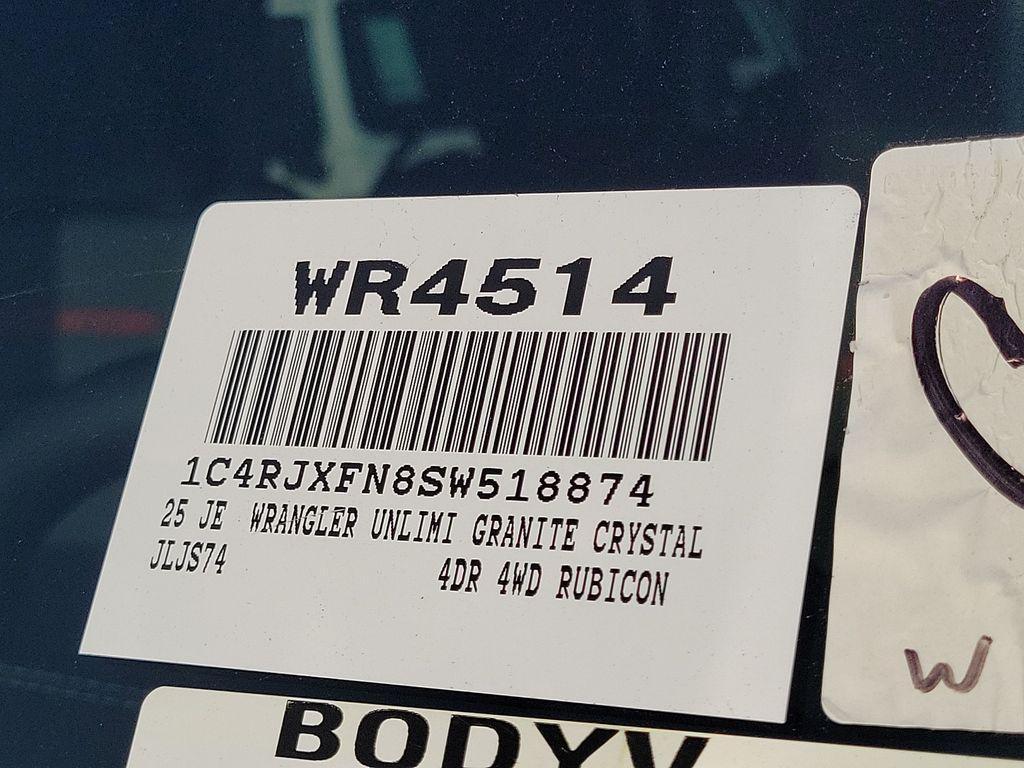 WR4514
1C4RJXFN8SW518874
25 JE WRANGLER UNLIMI GRANITE CRYSTAL
JLJS74 4DR 4WD RUBICON
W
BODYV